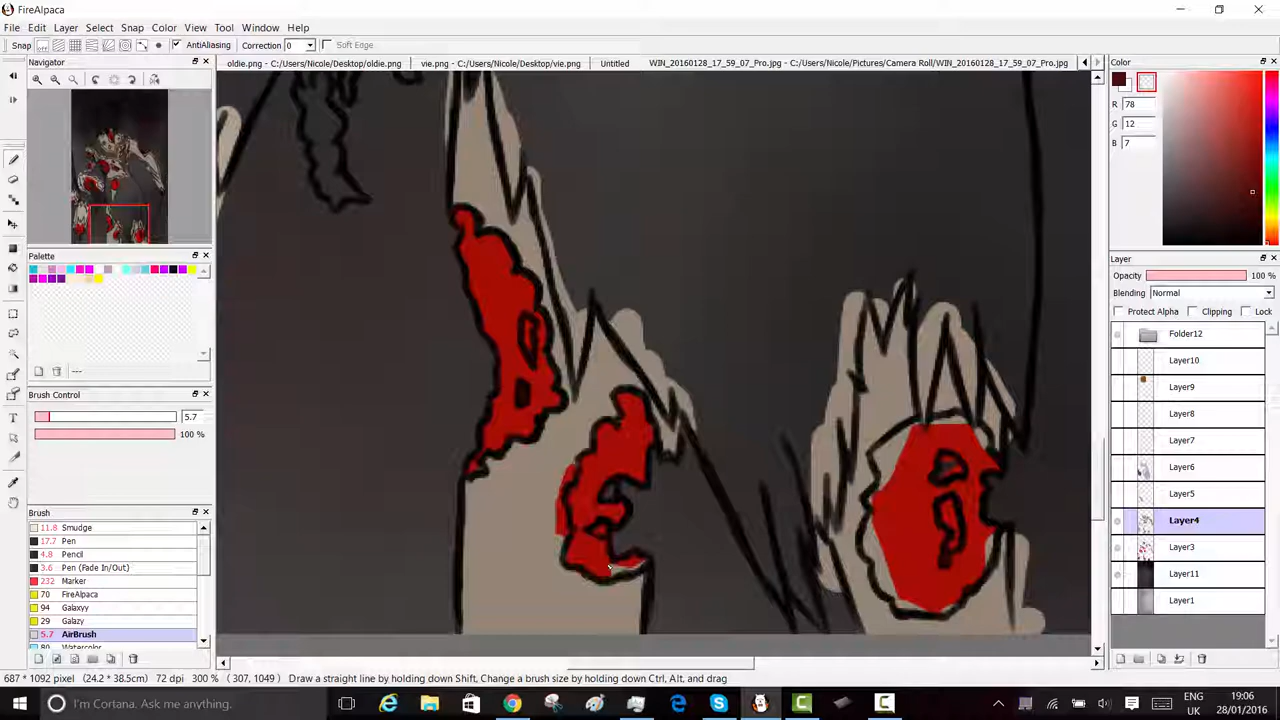 FireAlpaca
File Edit Layer Select Snap Color View Tool Window Help
Snap AntiAliasing Correction 0 Soft Edge
Navigator
oldie.png - C:/Users/Nicole/Desktop/oldie.png vie.png - C:/Users/Nicole/Desktop/vie.png Untitled WIN_20160128_17_59_07_Pro.jpg - C:/Users/Nicole/Pictures/Camera Roll/WIN_20160128_17_59_07_Pro.jpg
Color
R 78
G 12
B 7
Palette
---
Brush Control
5.7
100 %
Brush
11.8 Smudge
17.7 Pen
4.8 Pencil
3.6 Pen (Fade In/Out)
232 Marker
70 FireAlpaca
94 Galaxyy
29 Galazy
5.7 AirBrush
80 Watercolor
Layer
Opacity 100 %
Blending Normal
Protect Alpha Clipping Lock
Folder12
Layer10
Layer9
Layer8
Layer7
Layer6
Layer5
Layer4
Layer3
Layer11
Layer1
687 * 1092 pixel (24.2 * 38.5cm) 72 dpi 300 % (307, 1049) Draw a straight line by holding down Shift, Change a brush size by holding down Ctrl, Alt, and drag
I'm Cortana. Ask me anything.
ENG
UK
19:06
28/01/2016